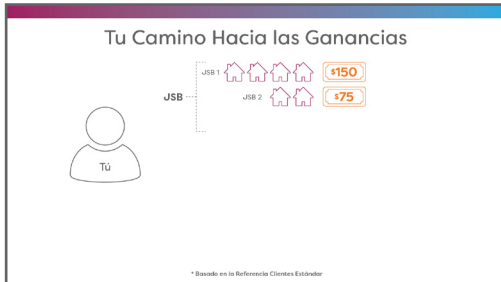 Tu Camino Hacia las Ganancias
JSB 1 $150
JSB
JSB 2 $75
Tú
* Basado en la Referencia Clientes Estándar